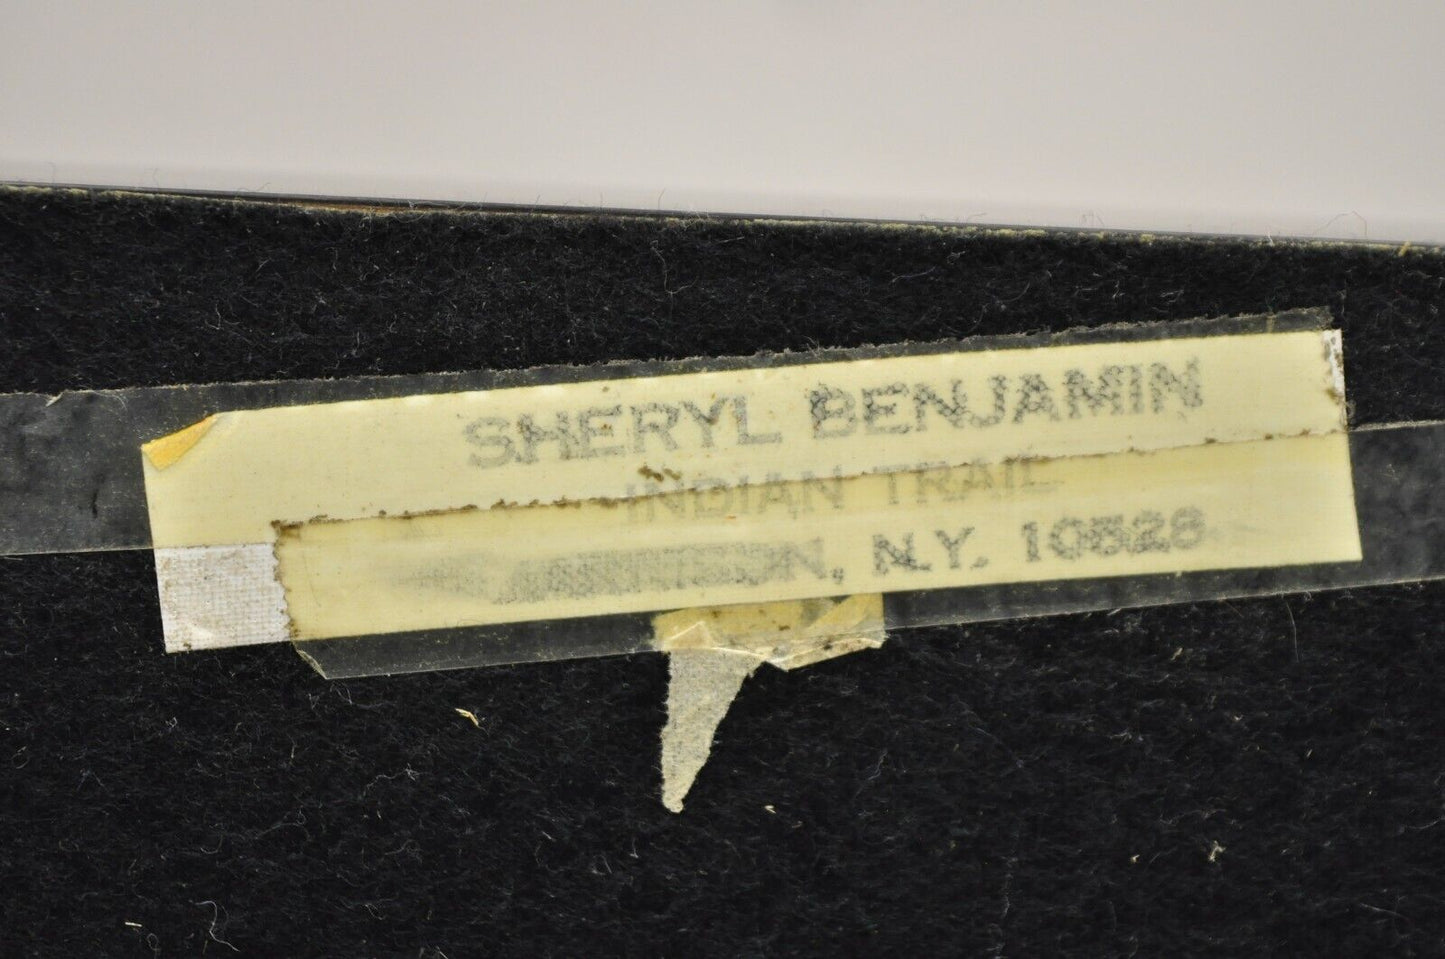 SHERYL BENJAMIN
INDIAN TRAIL
N.Y. 10528